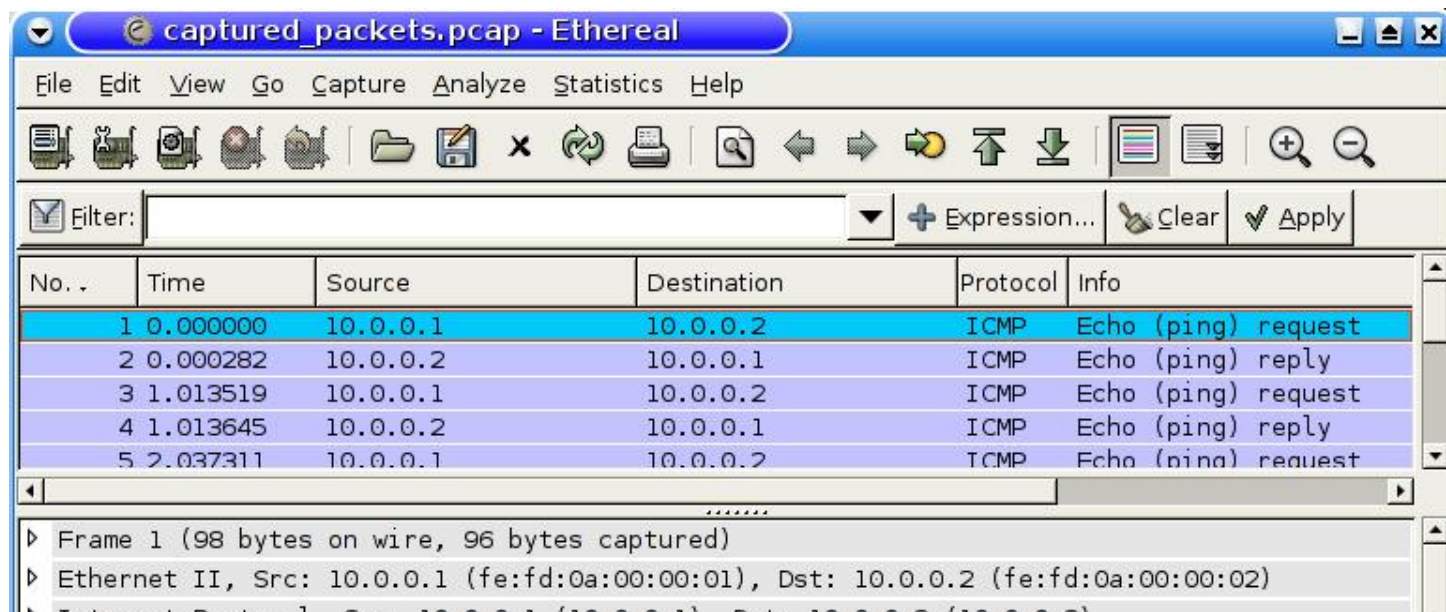 captured_packets.pcap - Ethereal
File Edit View Go Capture Analyze Statistics Help
Filter: Expression... Clear Apply
No. . Time Source Destination Protocol Info
1 0.000000 10.0.0.1 10.0.0.2 ICMP Echo (ping) request
2 0.000282 10.0.0.2 10.0.0.1 ICMP Echo (ping) reply
3 1.013519 10.0.0.1 10.0.0.2 ICMP Echo (ping) request
4 1.013645 10.0.0.2 10.0.0.1 ICMP Echo (ping) reply
5 2.037311 10.0.0.1 10.0.0.2 ICMP Echo (ping) request
Frame 1 (98 bytes on wire, 96 bytes captured)
Ethernet II, Src: 10.0.0.1 (fe:fd:0a:00:00:01), Dst: 10.0.0.2 (fe:fd:0a:00:00:02)